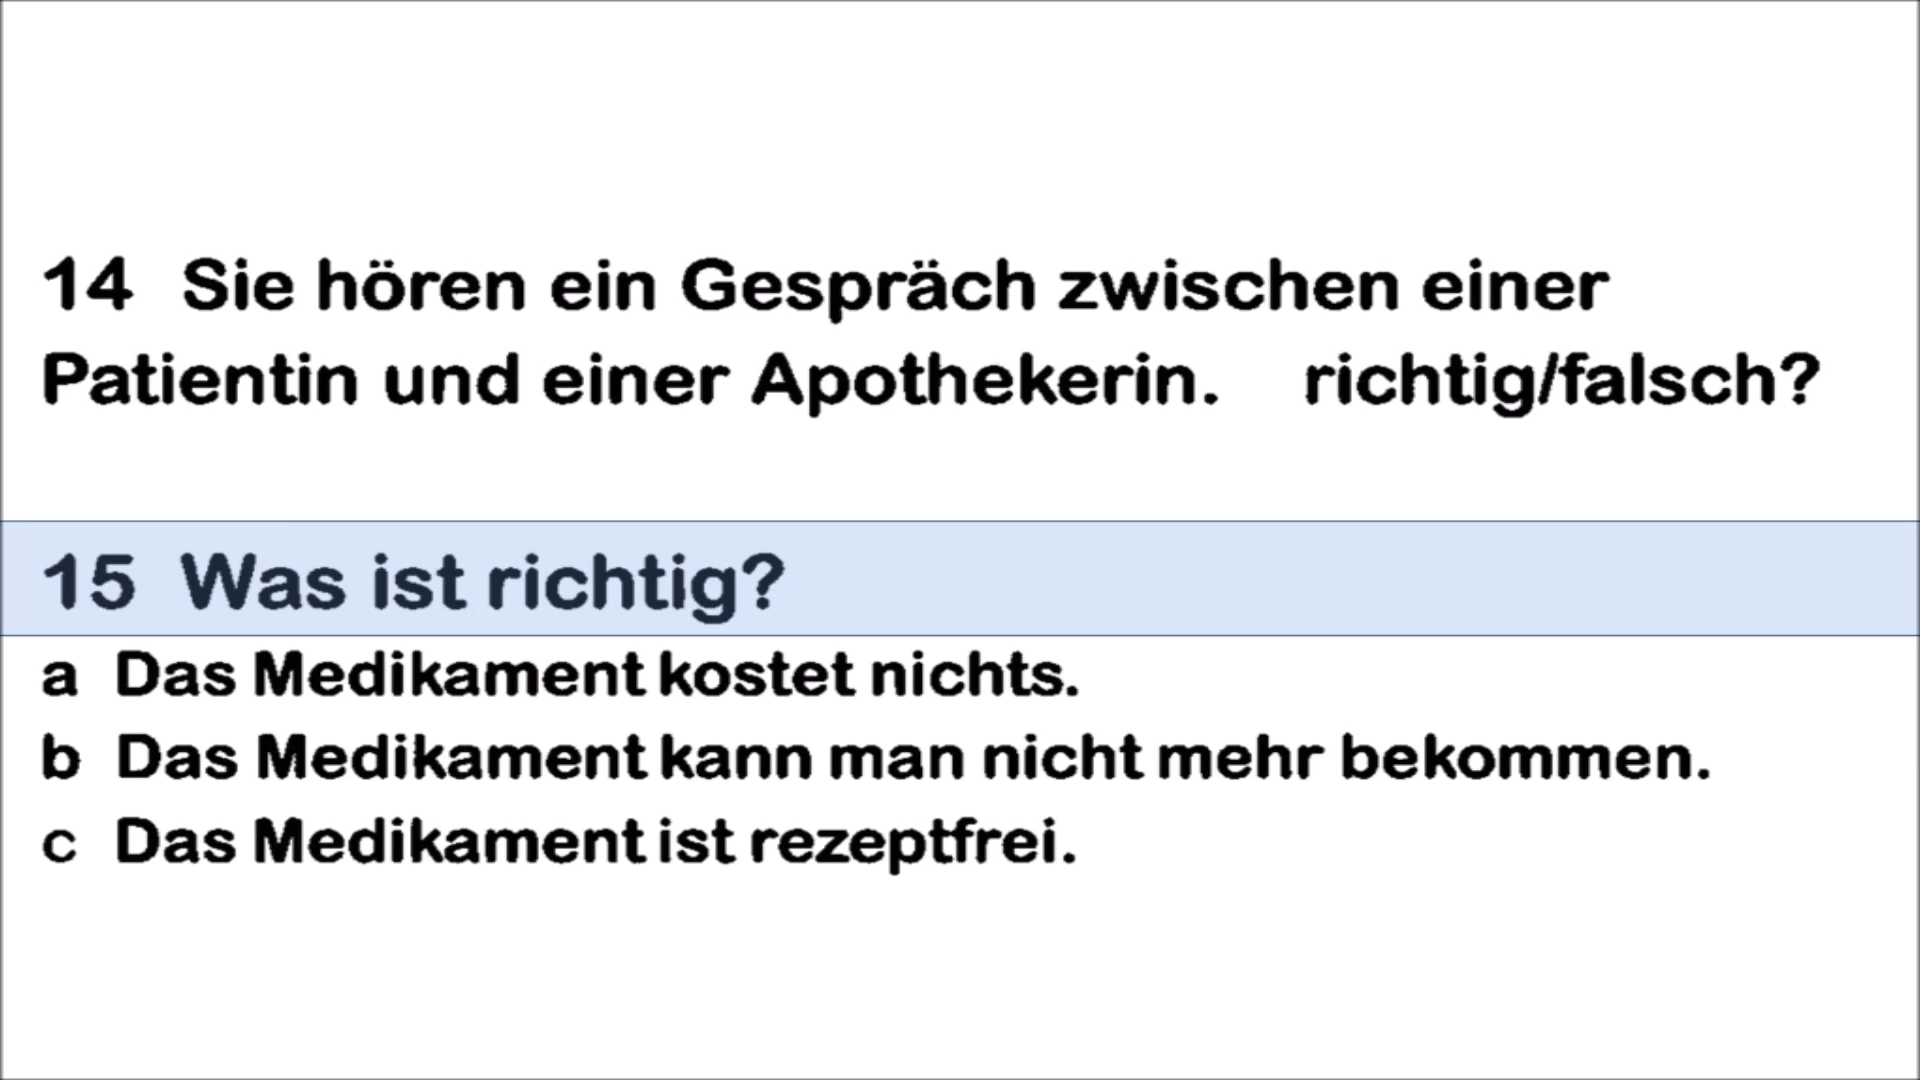 14 Sie hören ein Gespräch zwischen einer
Patientin und einer Apothekerin. richtig/falsch?
15 Was ist richtig?
a Das Medikament kostet nichts.
b Das Medikament kann man nicht mehr bekommen.
c Das Medikament ist rezeptfrei.